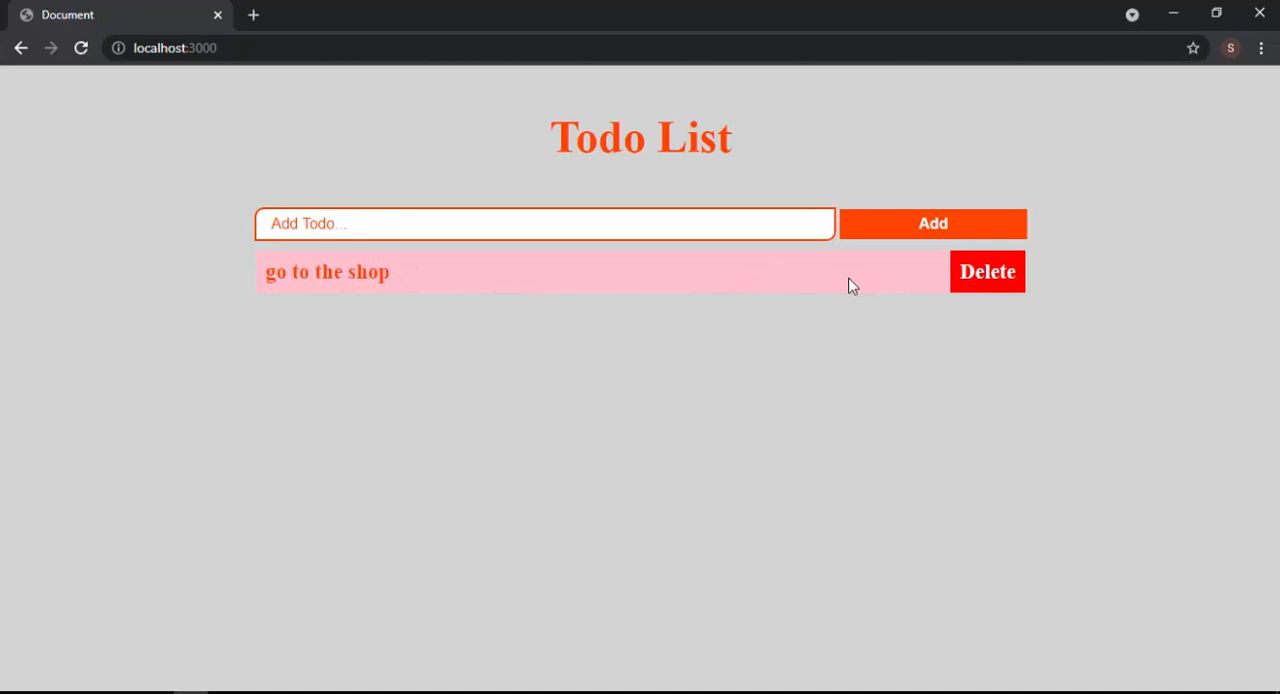 Document
localhost:3000
S
Todo List
Add Todo...
Add
go to the shop
Delete